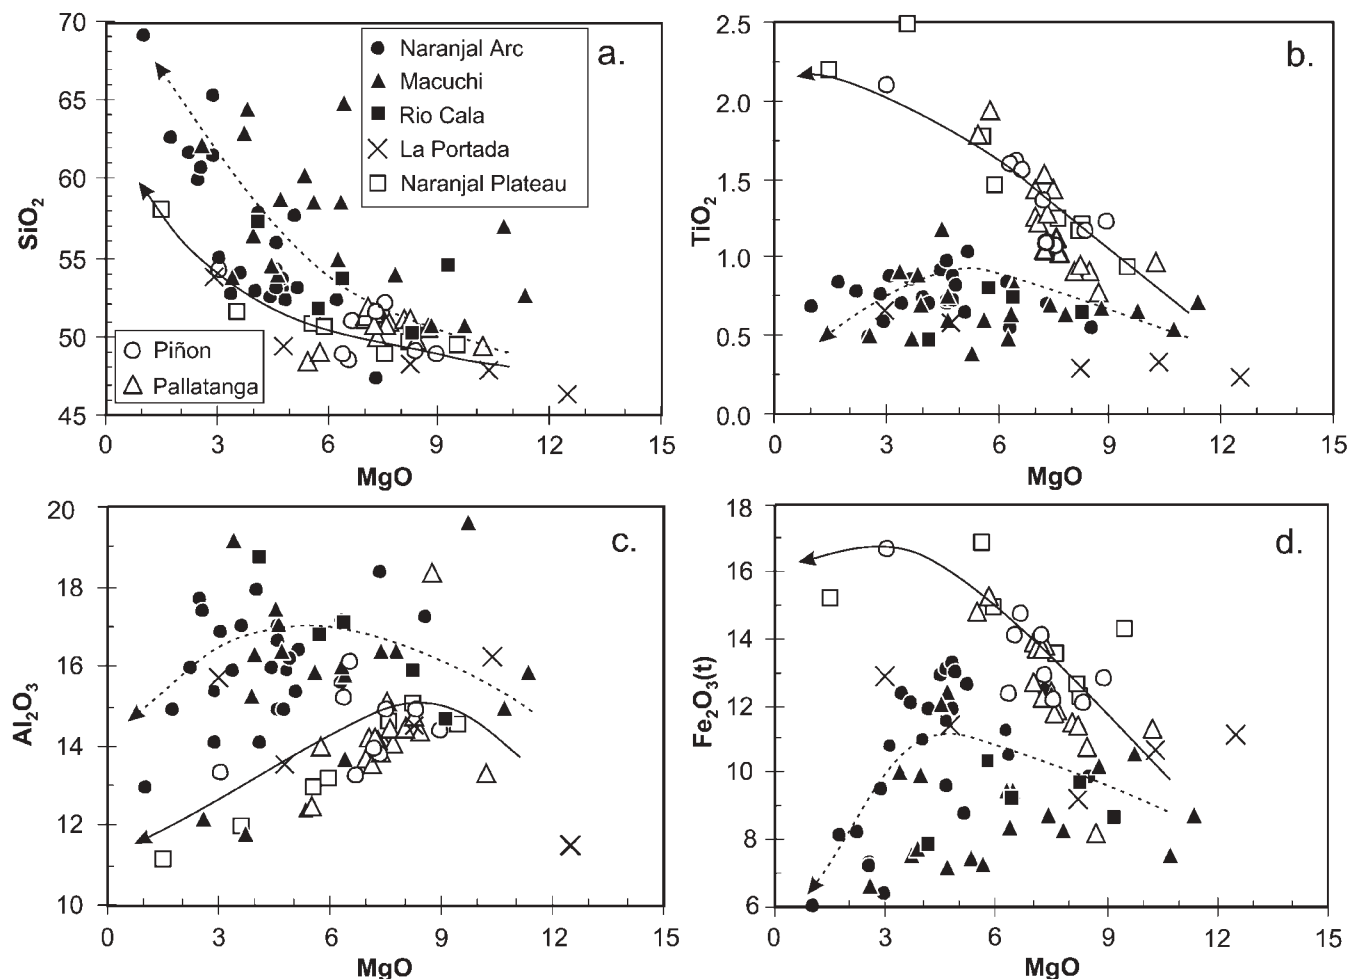 a.
70
65
60
55
50
45
SiO2
Naranjal Arc
Macuchi
Rio Cala
La Portada
Naranjal Plateau
Piñon
Pallatanga
0 3 6 9 12 15
MgO
b.
2.5
2.0
1.5
1.0
0.5
0.0
TiO2
0 3 6 9 12 15
MgO
c.
20
18
16
14
12
10
Al2O3
0 3 6 9 12 15
MgO
d.
18
16
14
12
10
8
6
Fe2O3(t)
0 3 6 9 12 15
MgO